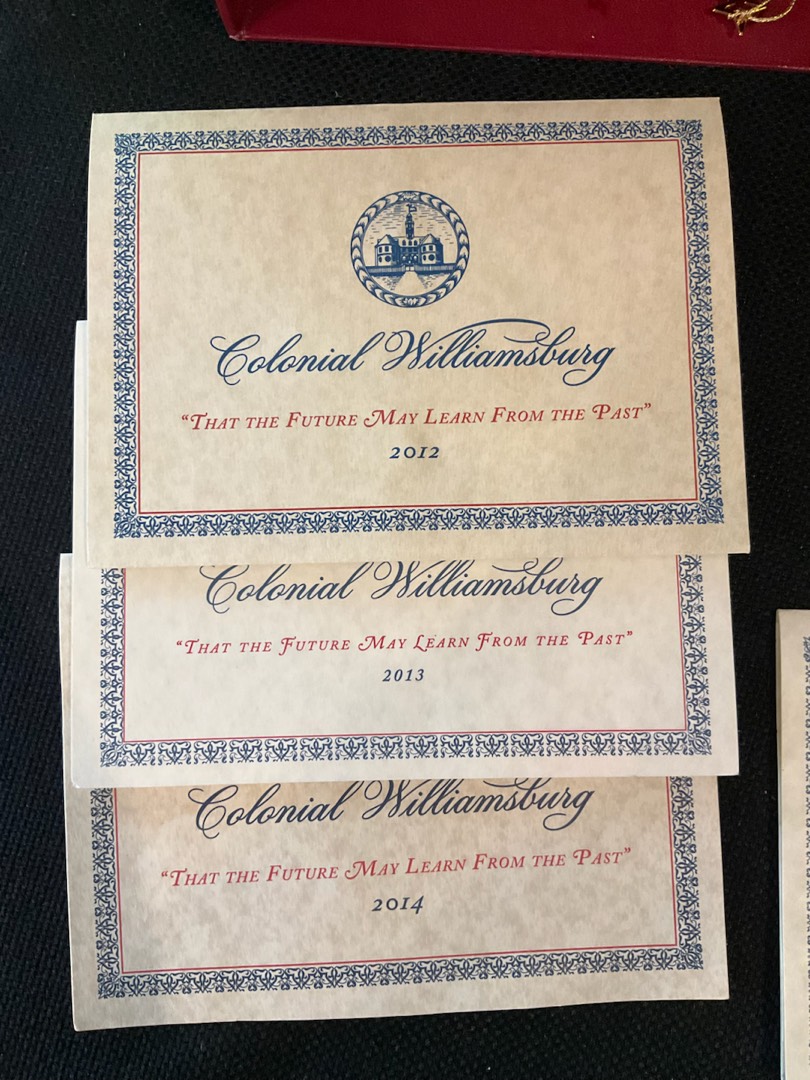 Colonial Williamsburg
“That the Future May Learn From the Past”
2012
Colonial Williamsburg
“That the Future May Learn From the Past”
2013
Colonial Williamsburg
“That the Future May Learn From the Past”
2014